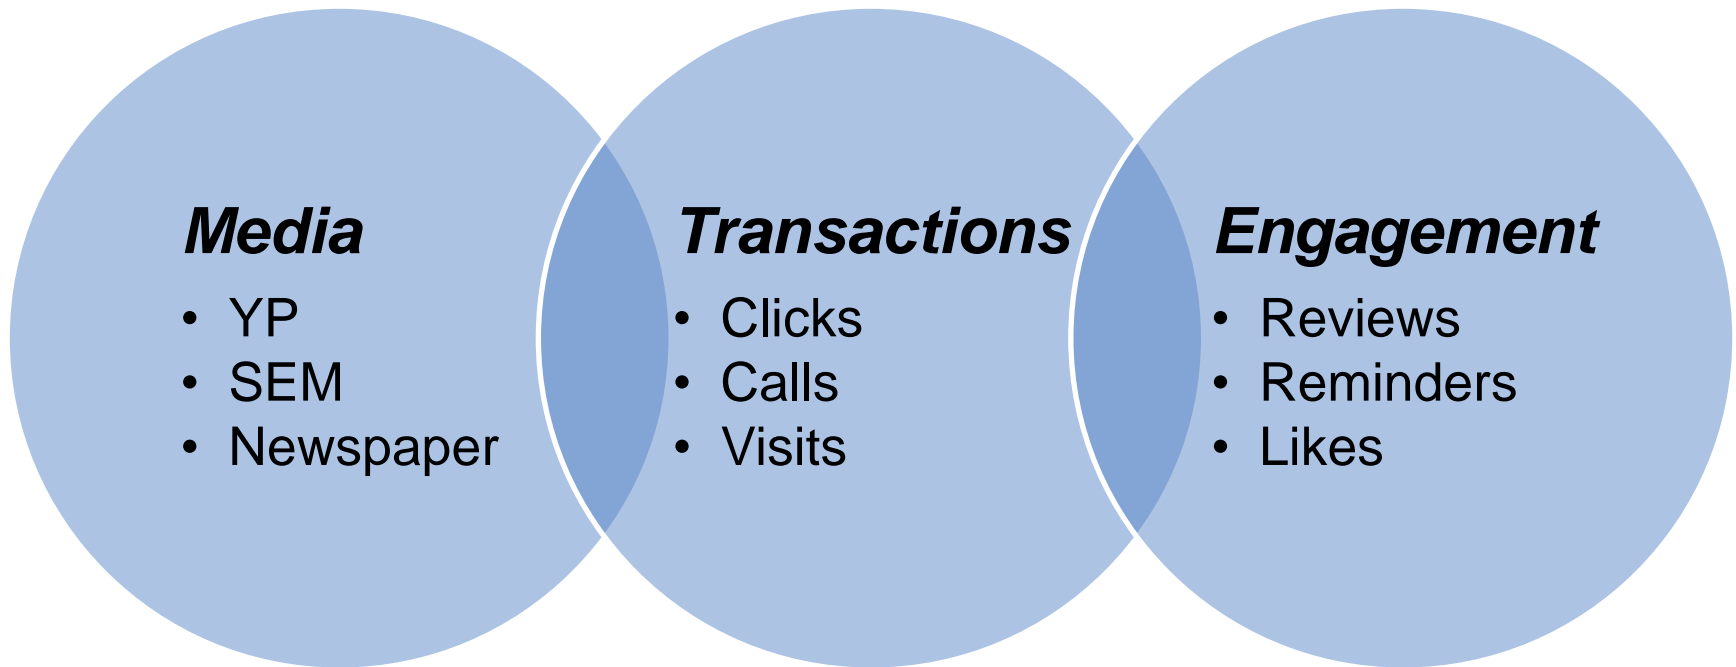 Media
• YP
• SEM
• Newspaper
Transactions
• Clicks
• Calls
• Visits
Engagement
• Reviews
• Reminders
• Likes